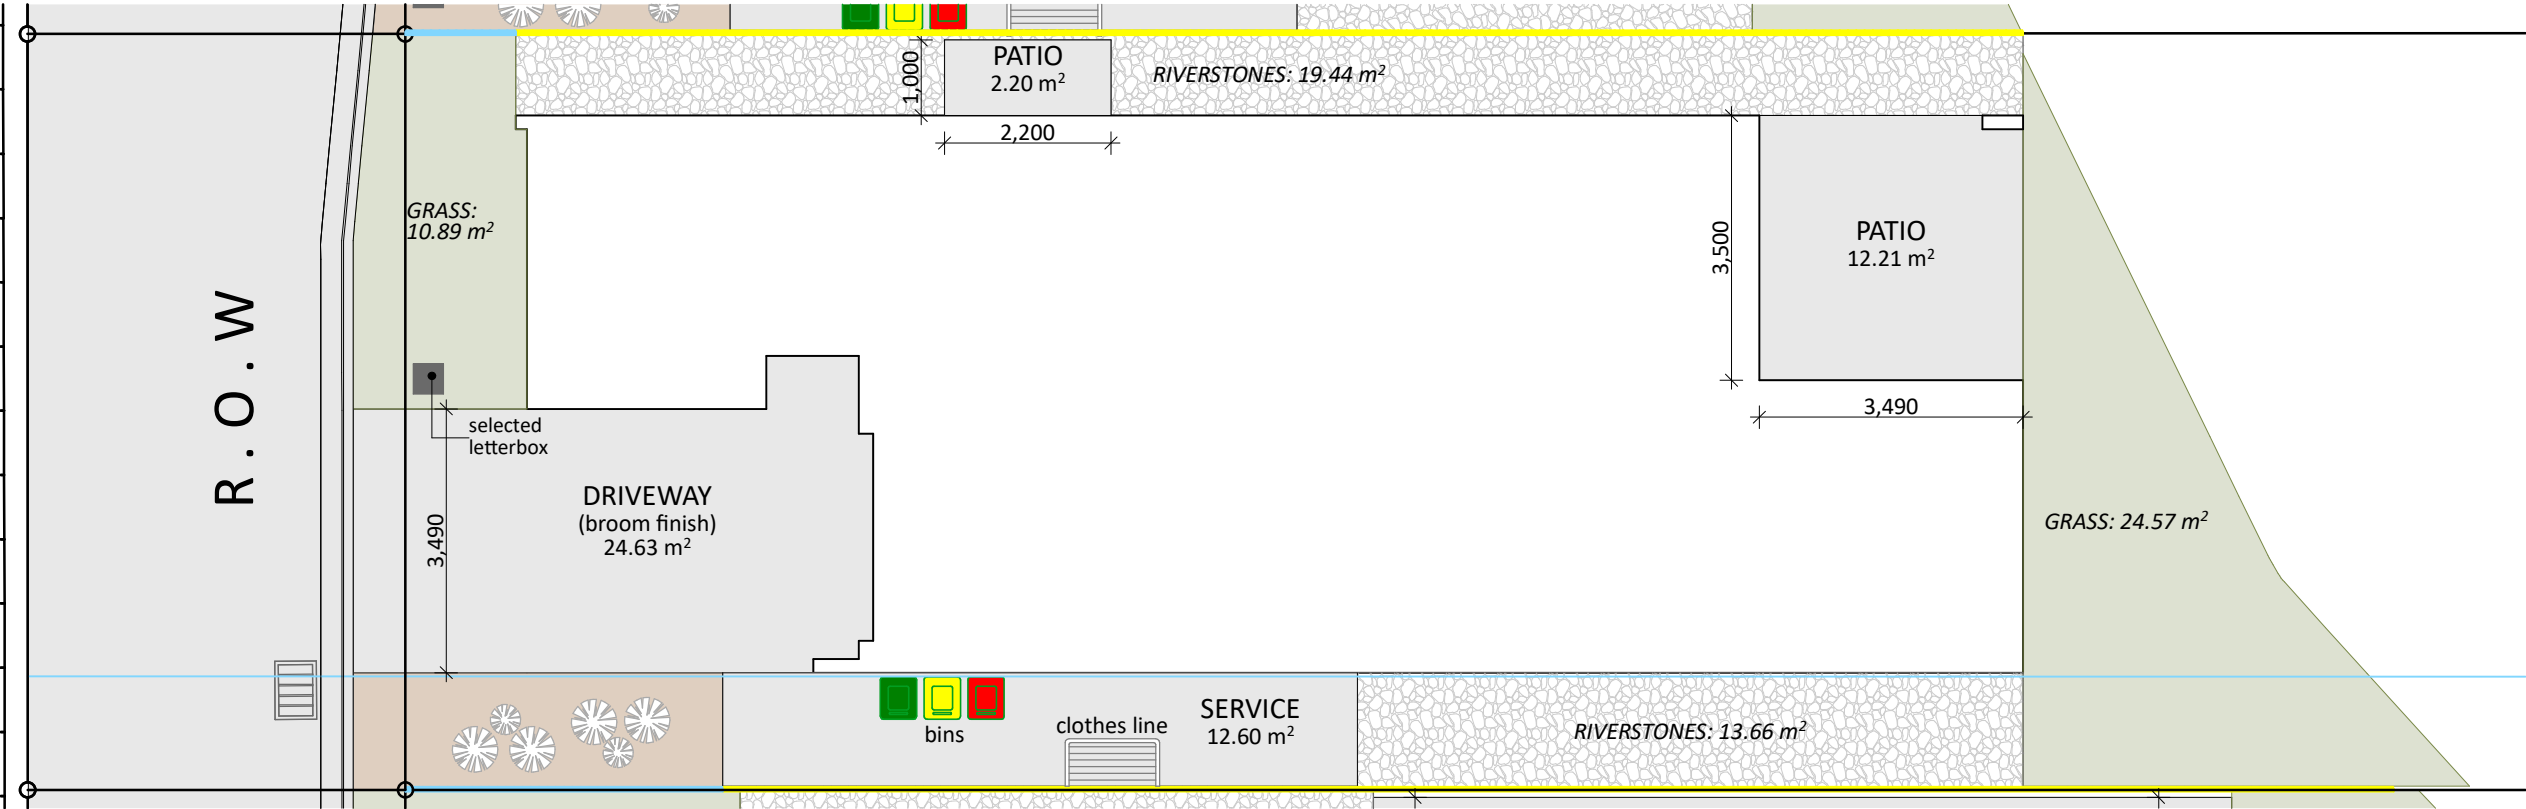 PATIO
2.20 m²
RIVERSTONES: 19.44 m²
1,000
2,200
GRASS:
10.89 m²
3,500
PATIO
12.21 m²
3,490
R.O.W
selected
letterbox
DRIVEWAY
(broom finish)
24.63 m²
3,490
GRASS: 24.57 m²
bins
clothes line
SERVICE
12.60 m²
RIVERSTONES: 13.66 m²